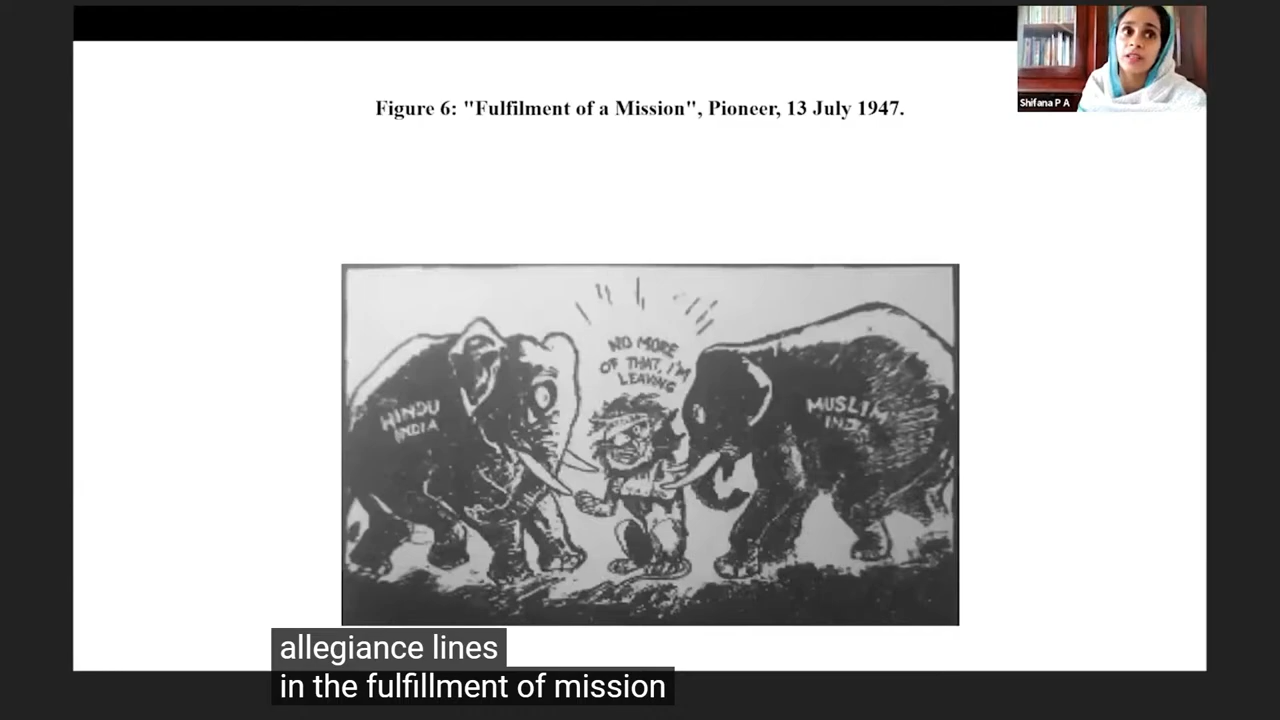 Figure 6: "Fulfilment of a Mission", Pioneer, 13 July 1947.
Shifana P A
NO MORE
OF THAT, I'M
LEAVING
HINDU
INDIA
MUSLIM
INDIA
allegiance lines
in the fulfillment of mission